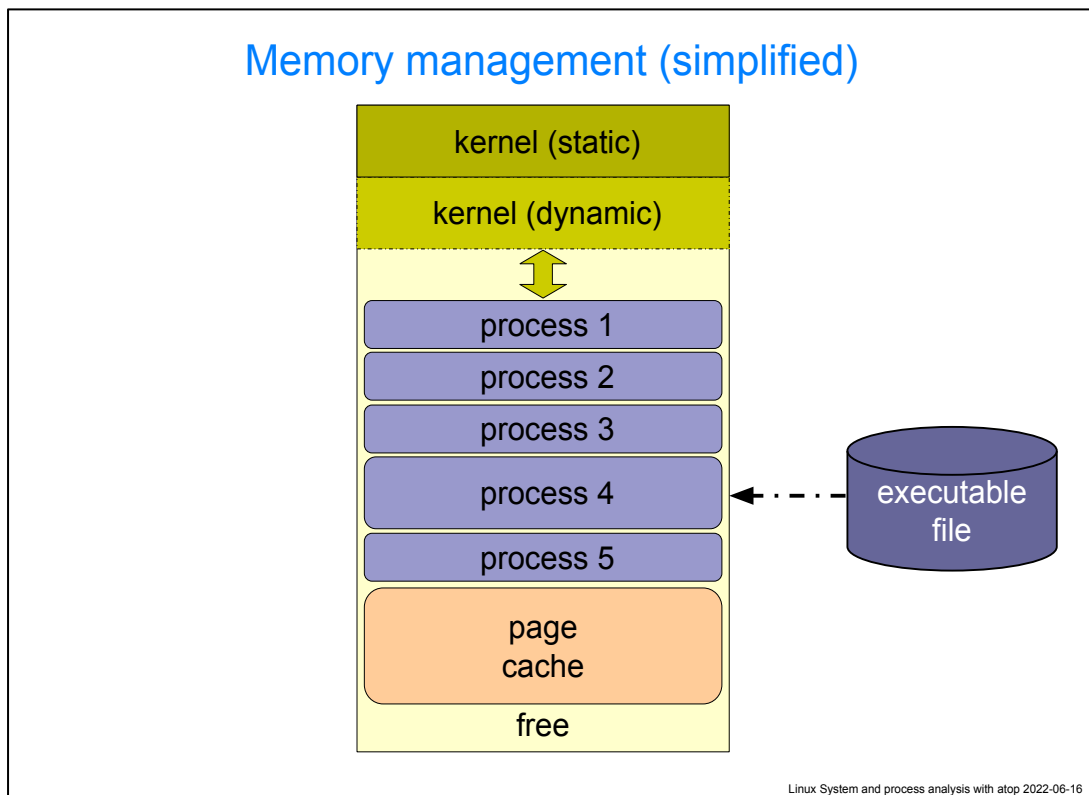 Memory management (simplified)
kernel (static)
kernel (dynamic)
process 1
process 2
process 3
process 4
process 5
executable
file
page
cache
free
Linux System and process analysis with atop 2022-06-16